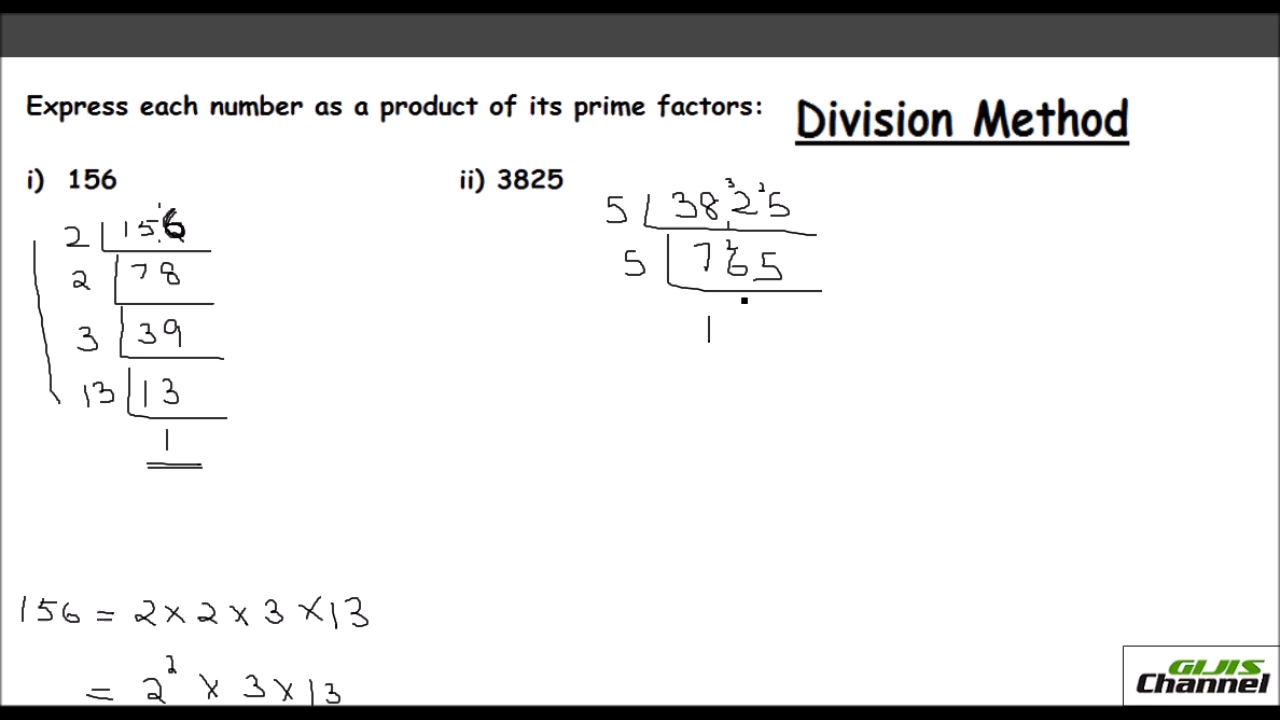 Express each number as a product of its prime factors:
Division Method
i) 156
2 156
2 78
3 39
13 13
1
156 = 2 × 2 × 3 × 13
= 2² × 3 × 13
ii) 3825
5 3825
5 765
1
GIJIS
Channel